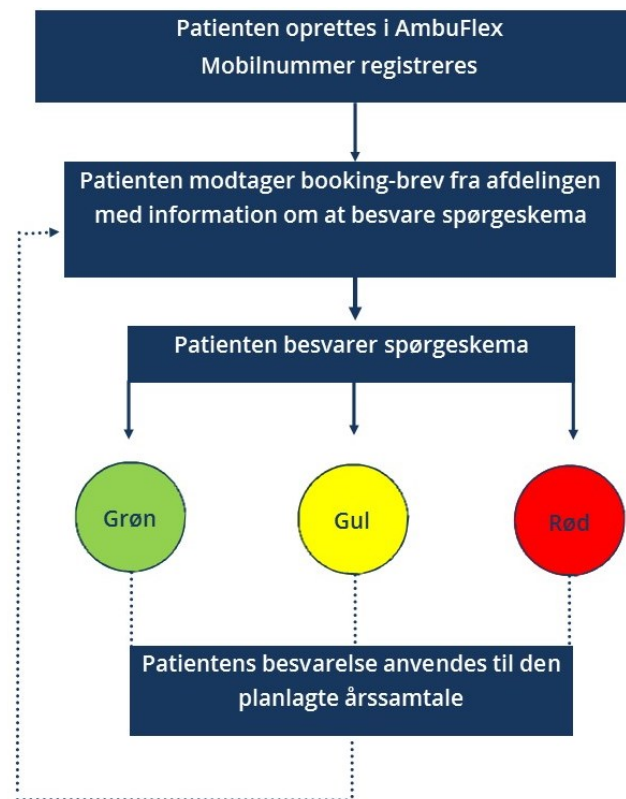 Patienten oprettes i AmbuFlex
Mobilnummer registreres
Patienten modtager booking-brev fra afdelingen
med information om at besvare spørgeskema
Patienten besvarer spørgeskema
Grøn
Gul
Rød
Patientens besvarelse anvendes til den
planlagte årssamtale